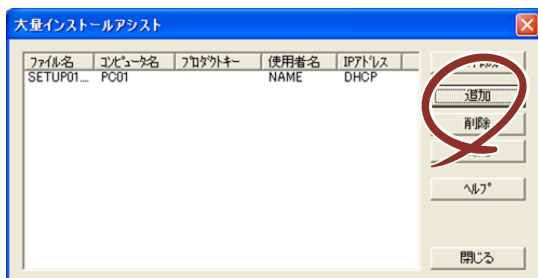 大量インストールアシスト
ファイル名 コンピュータ名 プロダクトキー 使用者名 IPアドレス
SETUP01... PC01 NAME DHCP
追加
削除
ヘルプ
閉じる